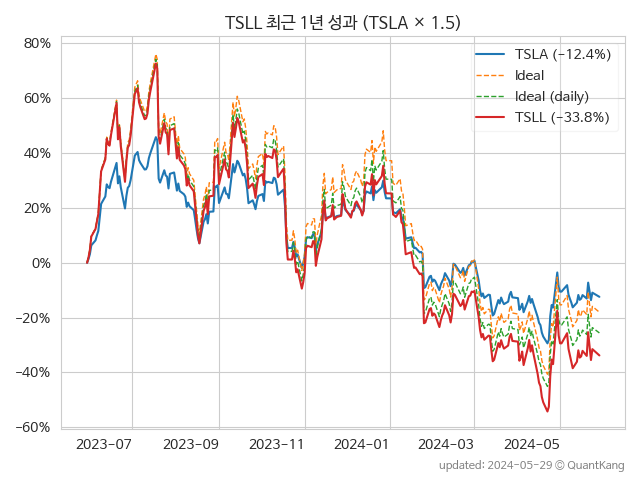 TSLL 최근 1년 성과 (TSLA × 1.5)
80%
60%
40%
20%
0%
−20%
−40%
−60%
TSLA (−12.4%)
Ideal
Ideal (daily)
TSLL (−33.8%)
2023-07
2023-09
2023-11
2024-01
2024-03
2024-05
updated: 2024-05-29 © QuantKang